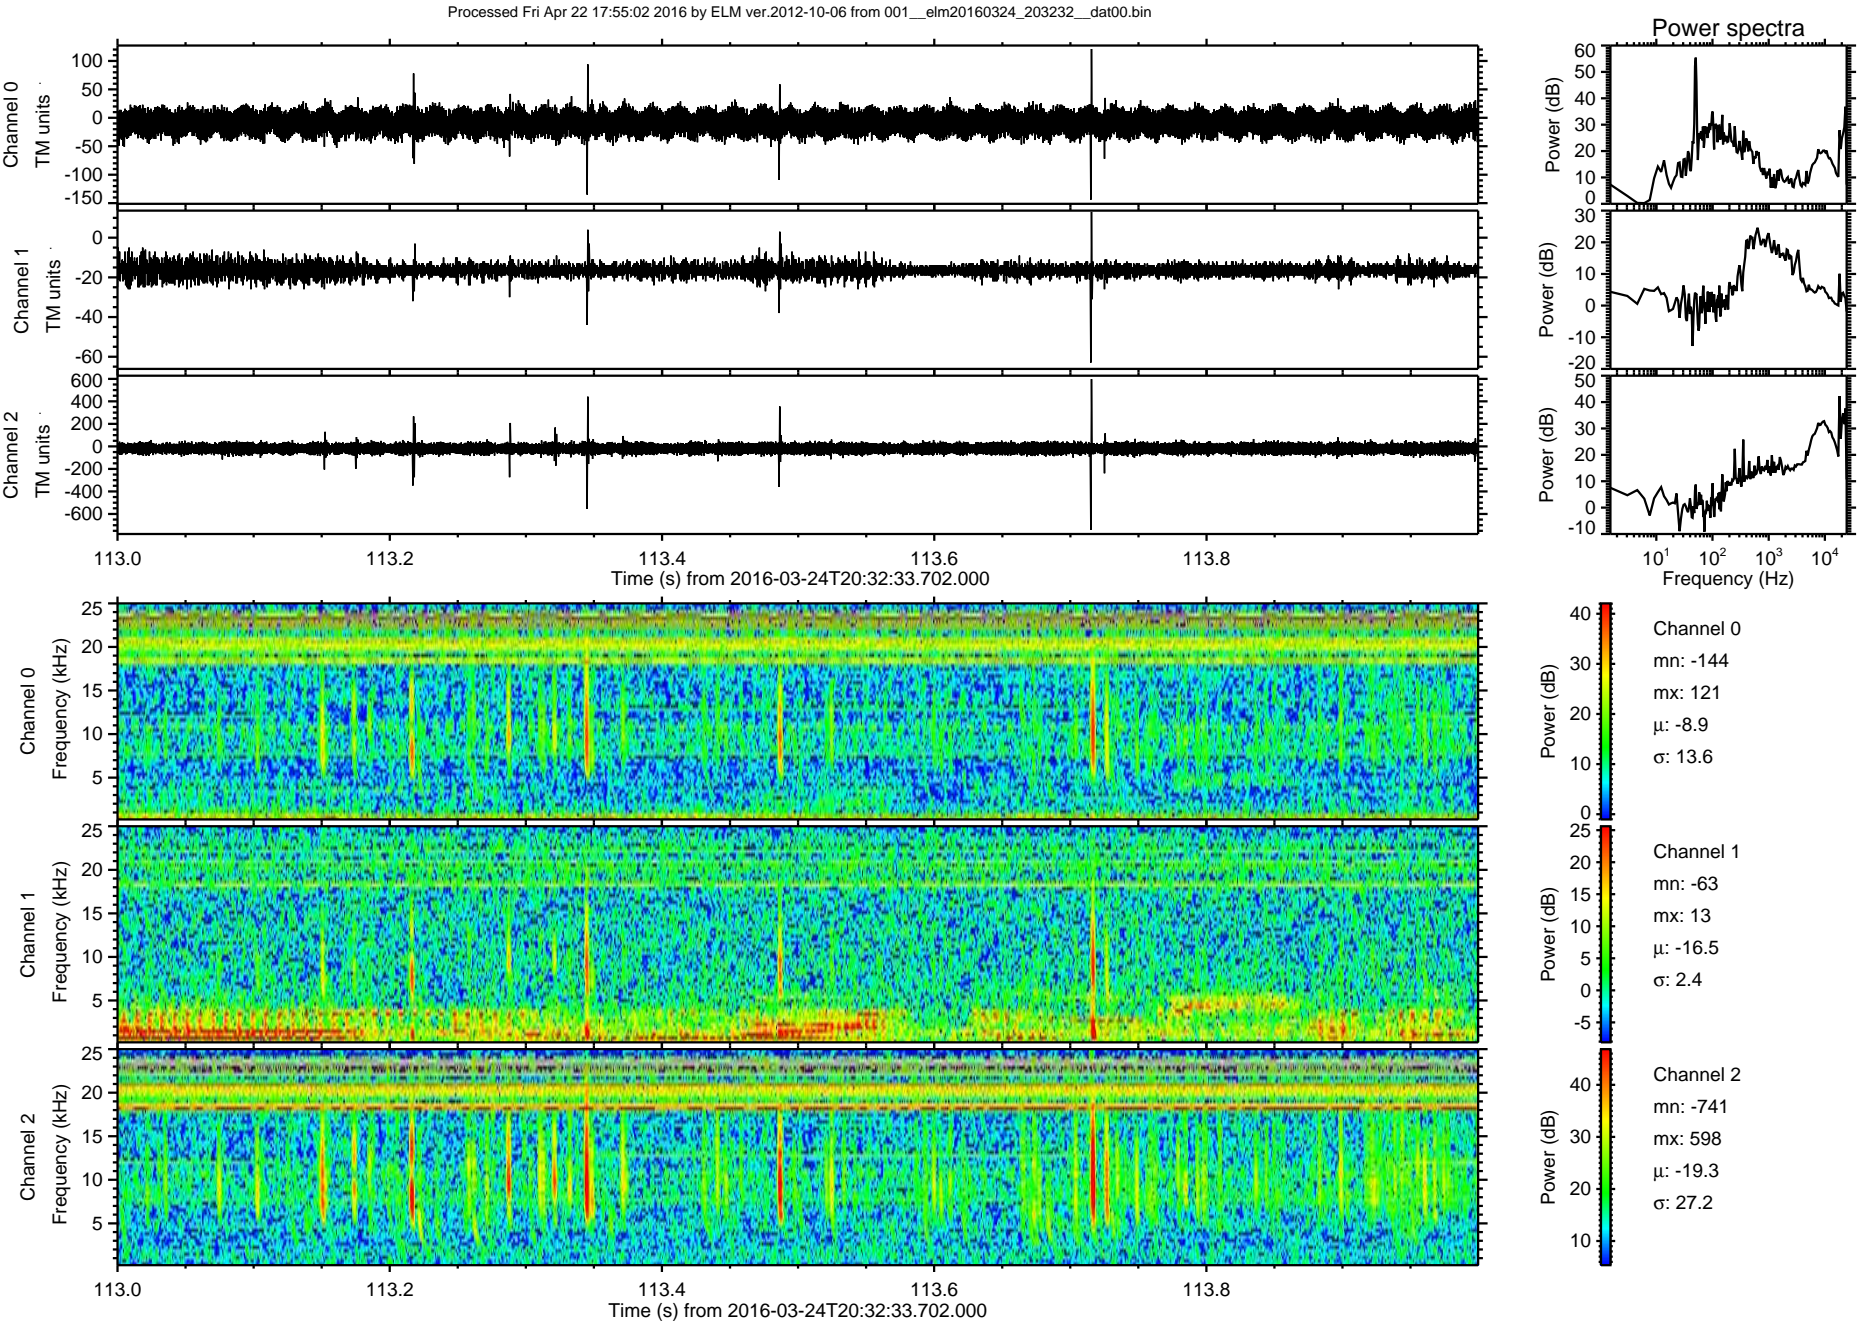 Processed Fri Apr 22 17:55:02 2016 by ELM ver.2012-10-06 from 001__elm20160324_203232__dat00.bin
Power spectra
Channel 0
TM units
100
50
0
-50
-100
-150
Power (dB)
60
50
40
30
20
10
0
Channel 1
TM units
0
-20
-40
-60
Power (dB)
30
20
10
0
-10
-20
Channel 2
TM units
600
400
200
0
-200
-400
-600
Power (dB)
50
40
30
20
10
0
-10
113.0 113.2 113.4 113.6 113.8
Time (s) from 2016-03-24T20:32:33.702.000
10^1 10^2 10^3 10^4
Frequency (Hz)
Channel 0
Frequency (kHz)
25
20
15
10
5
Power (dB)
40
30
20
10
0
Channel 0
mn: -144
mx: 121
μ: -8.9
σ: 13.6
Channel 1
Frequency (kHz)
25
20
15
10
5
Power (dB)
25
20
15
10
5
0
-5
Channel 1
mn: -63
mx: 13
μ: -16.5
σ: 2.4
Channel 2
Frequency (kHz)
25
20
15
10
5
Power (dB)
40
30
20
10
Channel 2
mn: -741
mx: 598
μ: -19.3
σ: 27.2
113.0 113.2 113.4 113.6 113.8
Time (s) from 2016-03-24T20:32:33.702.000